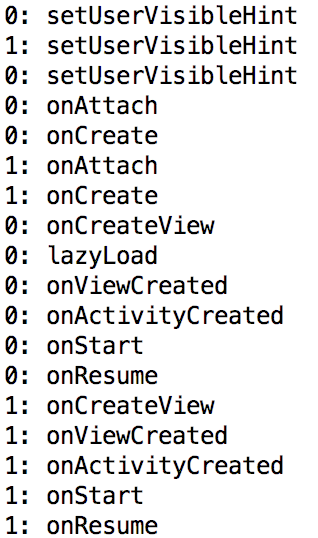 0: setUserVisibleHint
1: setUserVisibleHint
0: setUserVisibleHint
0: onAttach
0: onCreate
1: onAttach
1: onCreate
0: onCreateView
0: lazyLoad
0: onViewCreated
0: onActivityCreated
0: onStart
0: onResume
1: onCreateView
1: onViewCreated
1: onActivityCreated
1: onStart
1: onResume